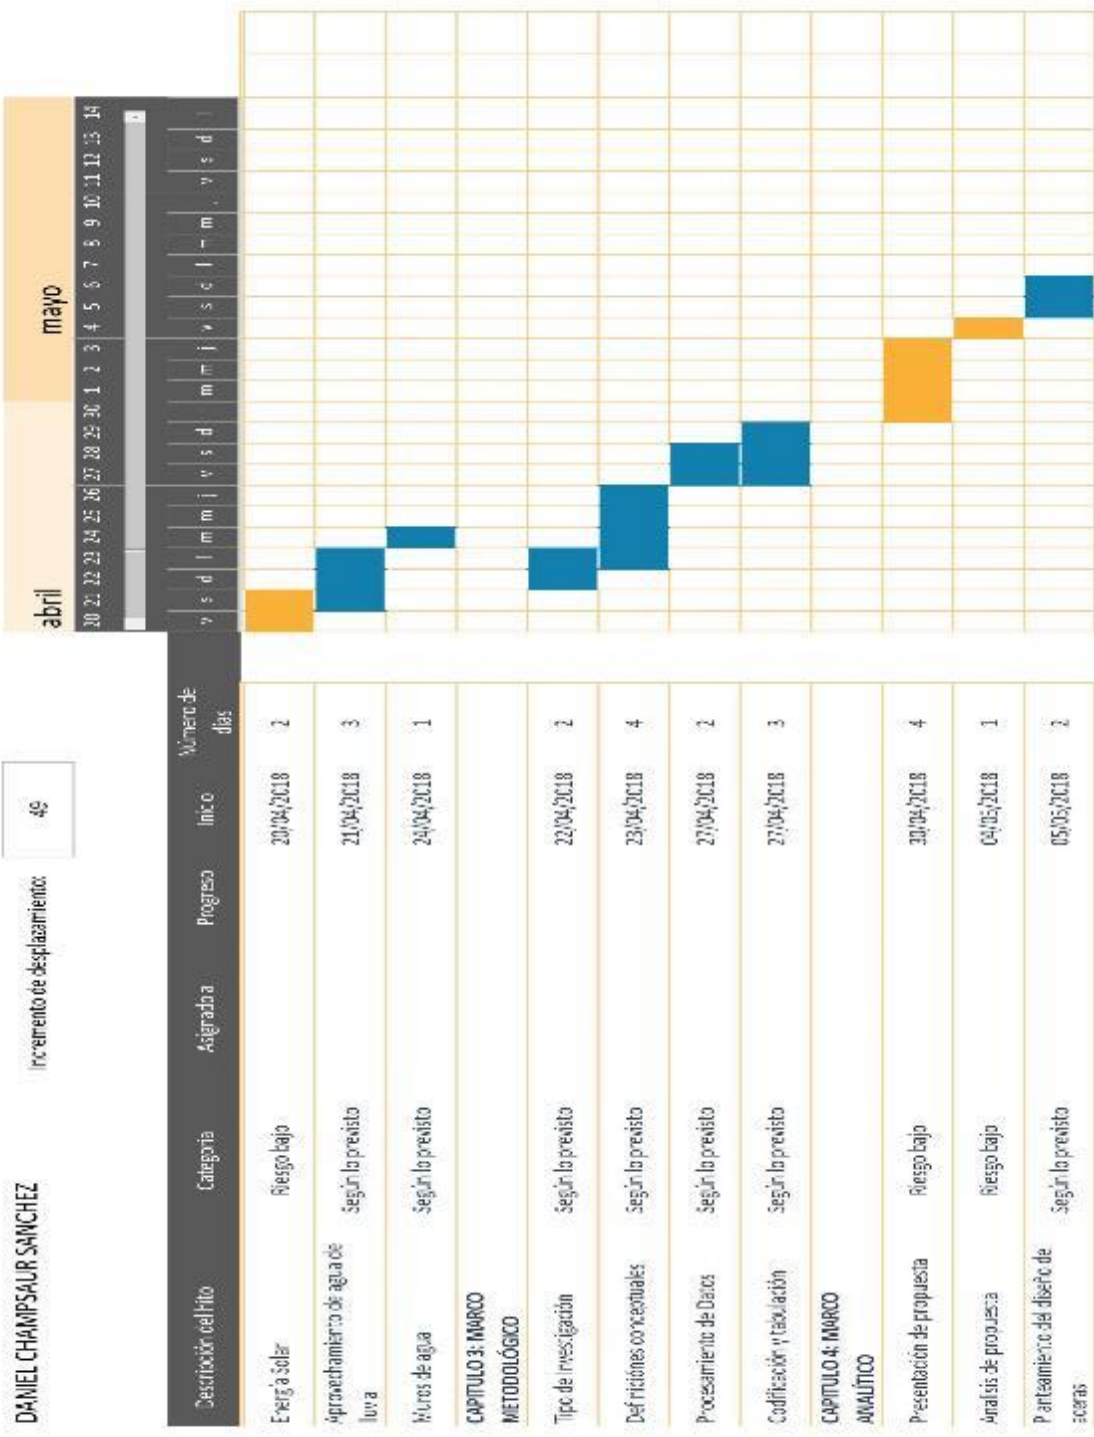 DANIEL CHAMPSAUR SANCHEZ
Incremento de desplazamiento: 49
abril mayo
20 21 22 23 24 25 26 27 28 29 30 1 2 3 4 5 6 7 8 9 10 11 12 13 14
Descripción del hito Categoría Asignado a Progreso Inicio Número de días v s d l m m j v s d l m m j v s d l m m j v s d l
Energía Solar Riesgo bajo 20/04/2018 2
Aprovechamiento de agua de lluvia Según lo previsto 21/04/2018 3
Muros de agua Según lo previsto 24/04/2018 1
CAPITULO 3: MARCO
METODOLÓGICO
Tipo de Investigación Según lo previsto 22/04/2018 2
Definiciónes conceptuales Según lo previsto 23/04/2018 4
Procesamiento de Datos Según lo previsto 27/04/2018 2
Codificación y tabulación Según lo previsto 27/04/2018 3
CAPITULO 4: MARCO
ANALÍTICO
Presentación de propuesta Riesgo bajo 30/04/2018 4
Analisis de propuesta Riesgo bajo 04/05/2018 1
Planteamiento del diseño de aceras Según lo previsto 05/05/2018 2